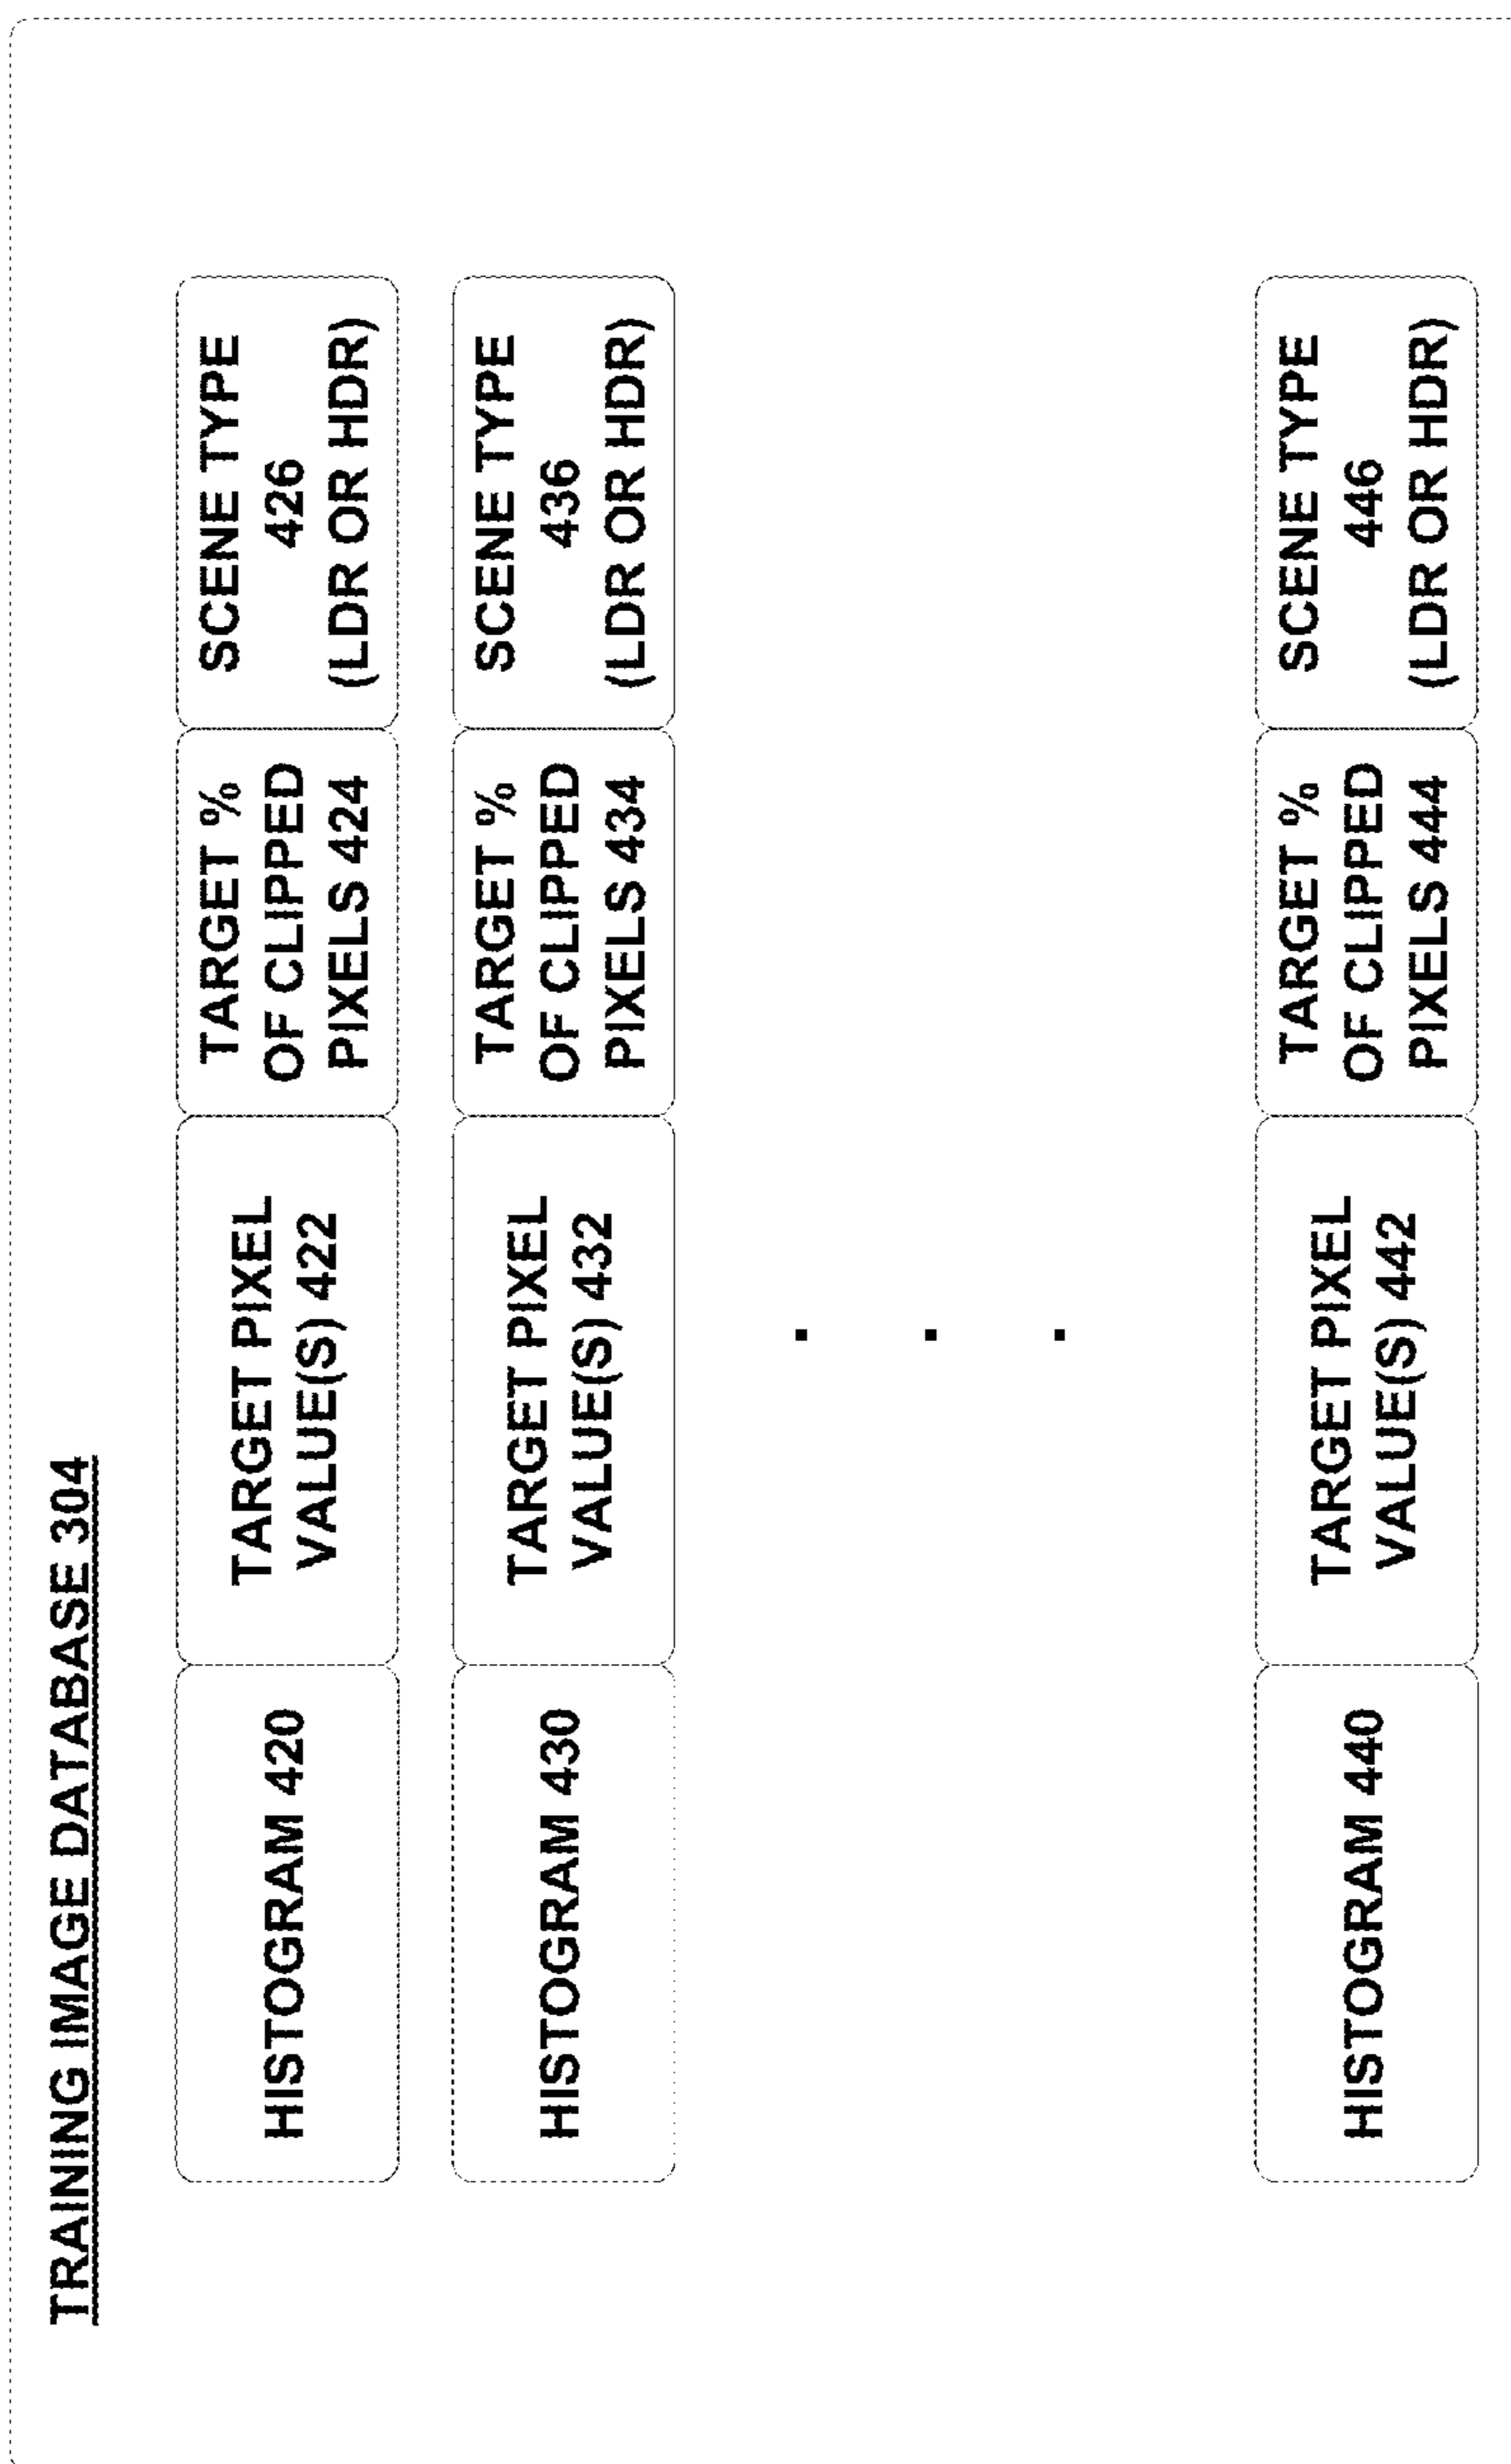 TRAINING IMAGE DATABASE 304
HISTOGRAM 420
TARGET PIXEL
VALUE(S) 422
TARGET %
OF CLIPPED
PIXELS 424
SCENE TYPE
426
(LDR OR HDR)
HISTOGRAM 430
TARGET PIXEL
VALUE(S) 432
TARGET %
OF CLIPPED
PIXELS 434
SCENE TYPE
436
(LDR OR HDR)
HISTOGRAM 440
TARGET PIXEL
VALUE(S) 442
TARGET %
OF CLIPPED
PIXELS 444
SCENE TYPE
446
(LDR OR HDR)